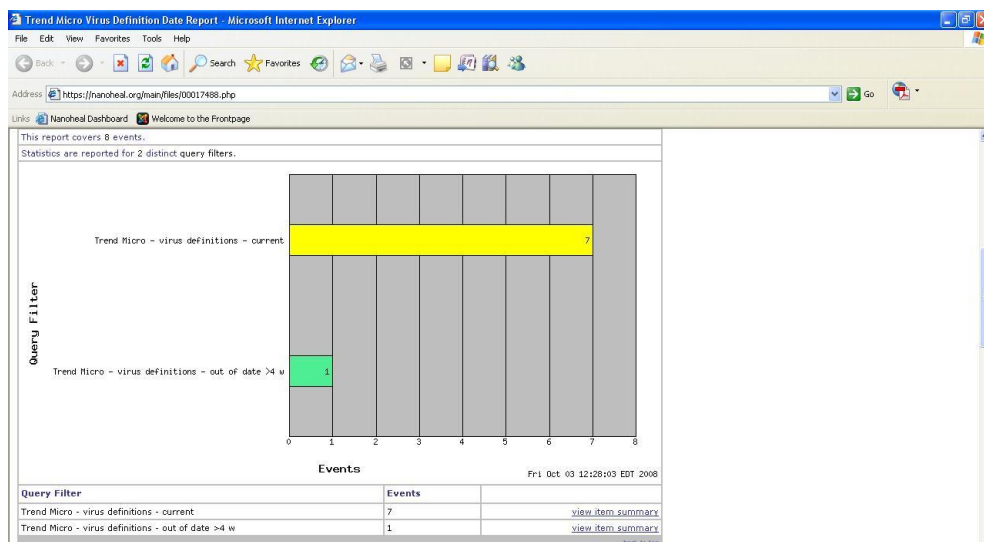 Trend Micro Virus Definition Date Report - Microsoft Internet Explorer
File Edit View Favorites Tools Help
Back Search Favorites
Address https://nanoheal.org/main/files/00017488.php Go
Links Nanoheal Dashboard Welcome to the Frontpage
This report covers 8 events.
Statistics are reported for 2 distinct query filters.
Query Filter
Trend Micro - virus definitions - current 7
Trend Micro - virus definitions - out of date >4 w 1
0 1 2 3 4 5 6 7 8
Events
Fri Oct 03 12:28:03 EDT 2008
Query Filter Events
Trend Micro - virus definitions - current 7 view item summary
Trend Micro - virus definitions - out of date >4 w 1 view item summary